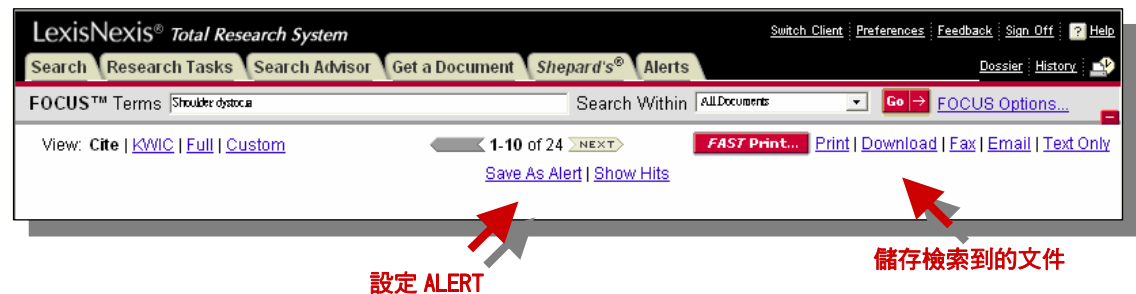 LexisNexis® Total Research System
Switch Client Preferences Feedback Sign Off ? Help
Search Research Tasks Search Advisor Get a Document Shepard's® Alerts
Dossier History
FOCUS™ Terms Shoulder dystocia Search Within All Documents Go → FOCUS Options...
View: Cite | KWIC | Full | Custom 1-10 of 24 NEXT FAST Print... Print | Download | Fax | Email | Text Only
Save As Alert | Show Hits
儲存檢索到的文件
設定 ALERT